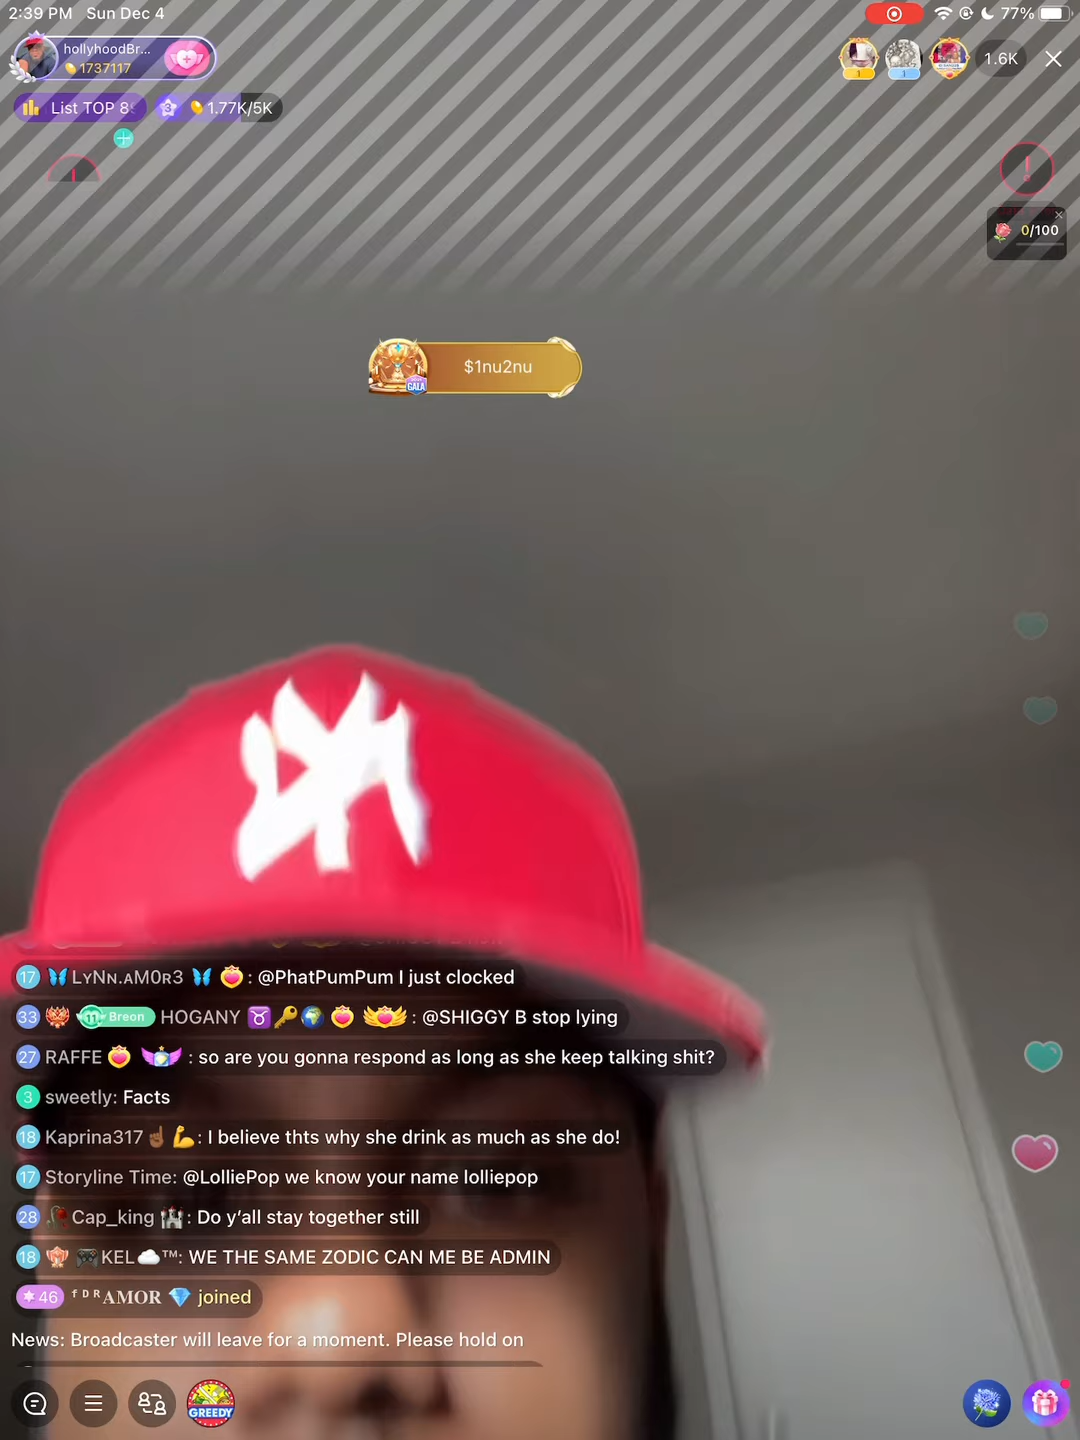 2:39 PM Sun Dec 4
77%
hollyhoodBr...
1737117
1.6K
List TOP 8
3 1.77K/5K
0/100
$1nu2nu
GALA
17 LYNN.AM0R3 : @PhatPumPum I just clocked
33 11 Breon HOGANY : @SHIGGY B stop lying
27 RAFFE : so are you gonna respond as long as she keep talking shit?
3 sweetly: Facts
18 Kaprina317 : I believe thts why she drink as much as she do!
17 Storyline Time: @LolliePop we know your name lolliepop
28 Cap_king : Do y’all stay together still
18 KEL ™: WE THE SAME ZODIC CAN ME BE ADMIN
46 ᶠᴰᴿAMOR joined
News: Broadcaster will leave for a moment. Please hold on
GREEDY